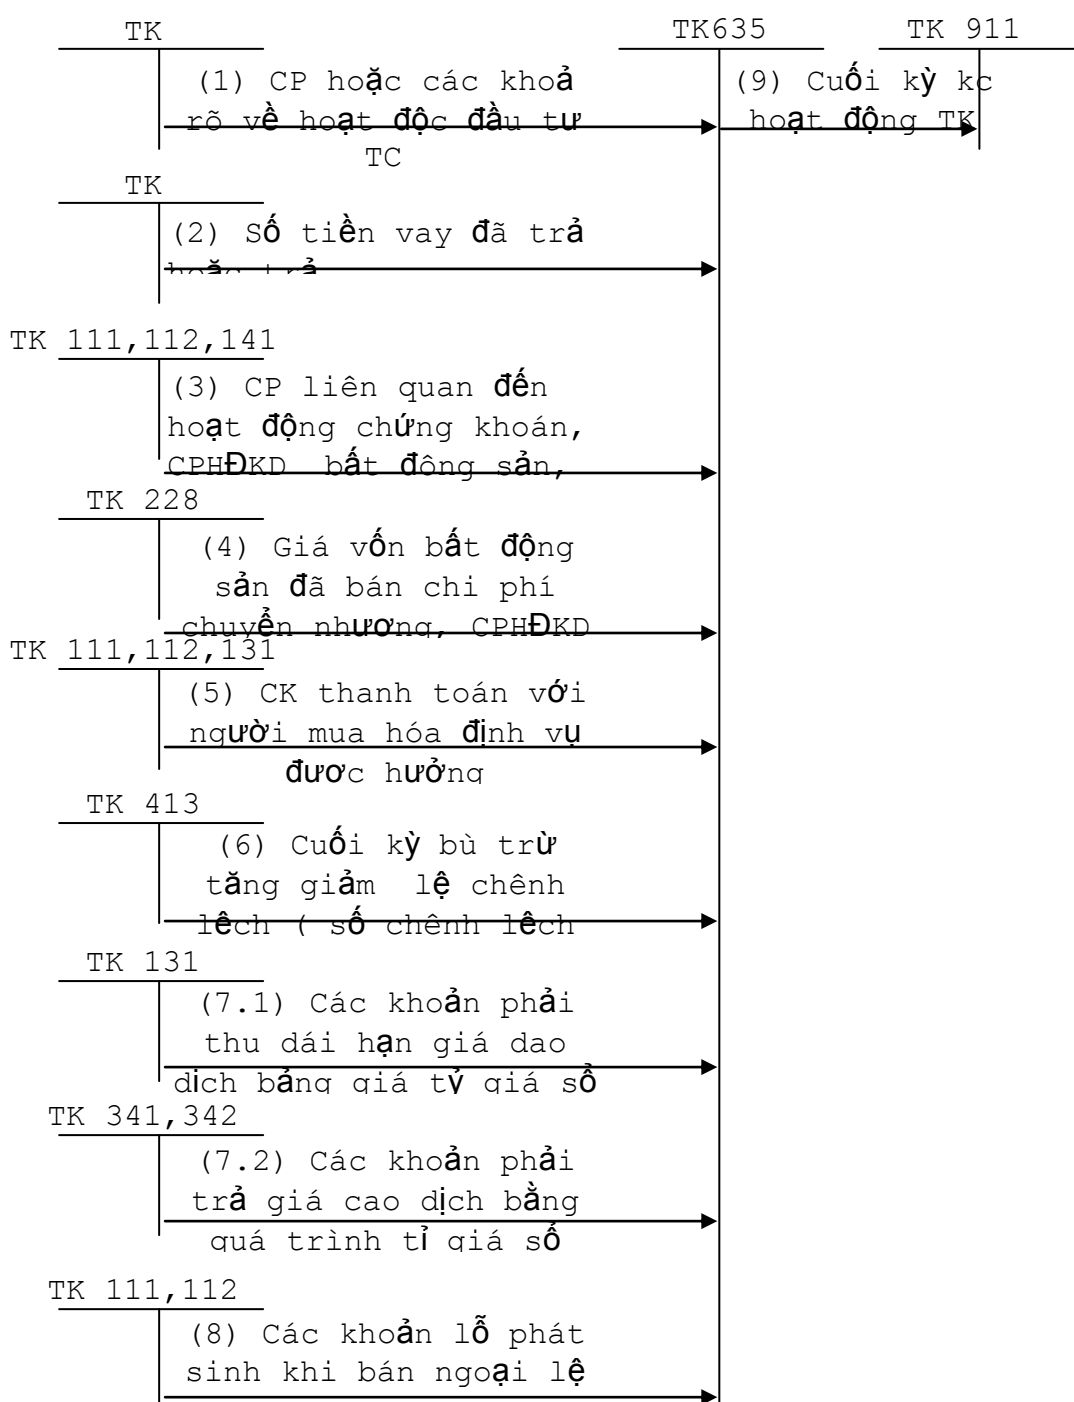 TK
TK635
TK 911
(1) CP hoặc các khoả
rõ về hoạt độc đầu tư
TC
(9) Cuối kỳ kc
hoạt động TK
TK
(2) Số tiền vay đã trả
hoặc trả
TK 111,112,141
(3) CP liên quan đến
hoạt động chứng khoán,
CPHĐKD bất đông sản,
TK 228
(4) Giá vốn bất động
sản đã bán chi phí
chuyển nhương, CPHĐKD
TK 111,112,131
(5) CK thanh toán với
người mua hóa định vụ
đươc hưởng
TK 413
(6) Cuối kỳ bù trừ
tăng giảm lệ chênh
lêch ( số chênh lêch
TK 131
(7.1) Các khoản phải
thu dái hạn giá dao
dịch bảng giá tỷ giá sổ
TK 341,342
(7.2) Các khoản phải
trả giá cao dịch bằng
quá trình tỉ giá sổ
TK 111,112
(8) Các khoản lỗ phát
sinh khi bán ngoại lệ